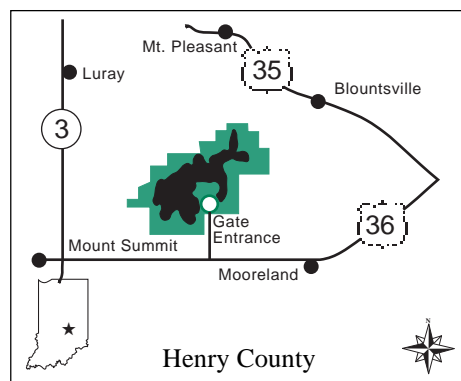 Mt. Pleasant
35
Luray
Blountsville
3
Gate
Entrance
36
Mount Summit
Mooreland
N
Henry County